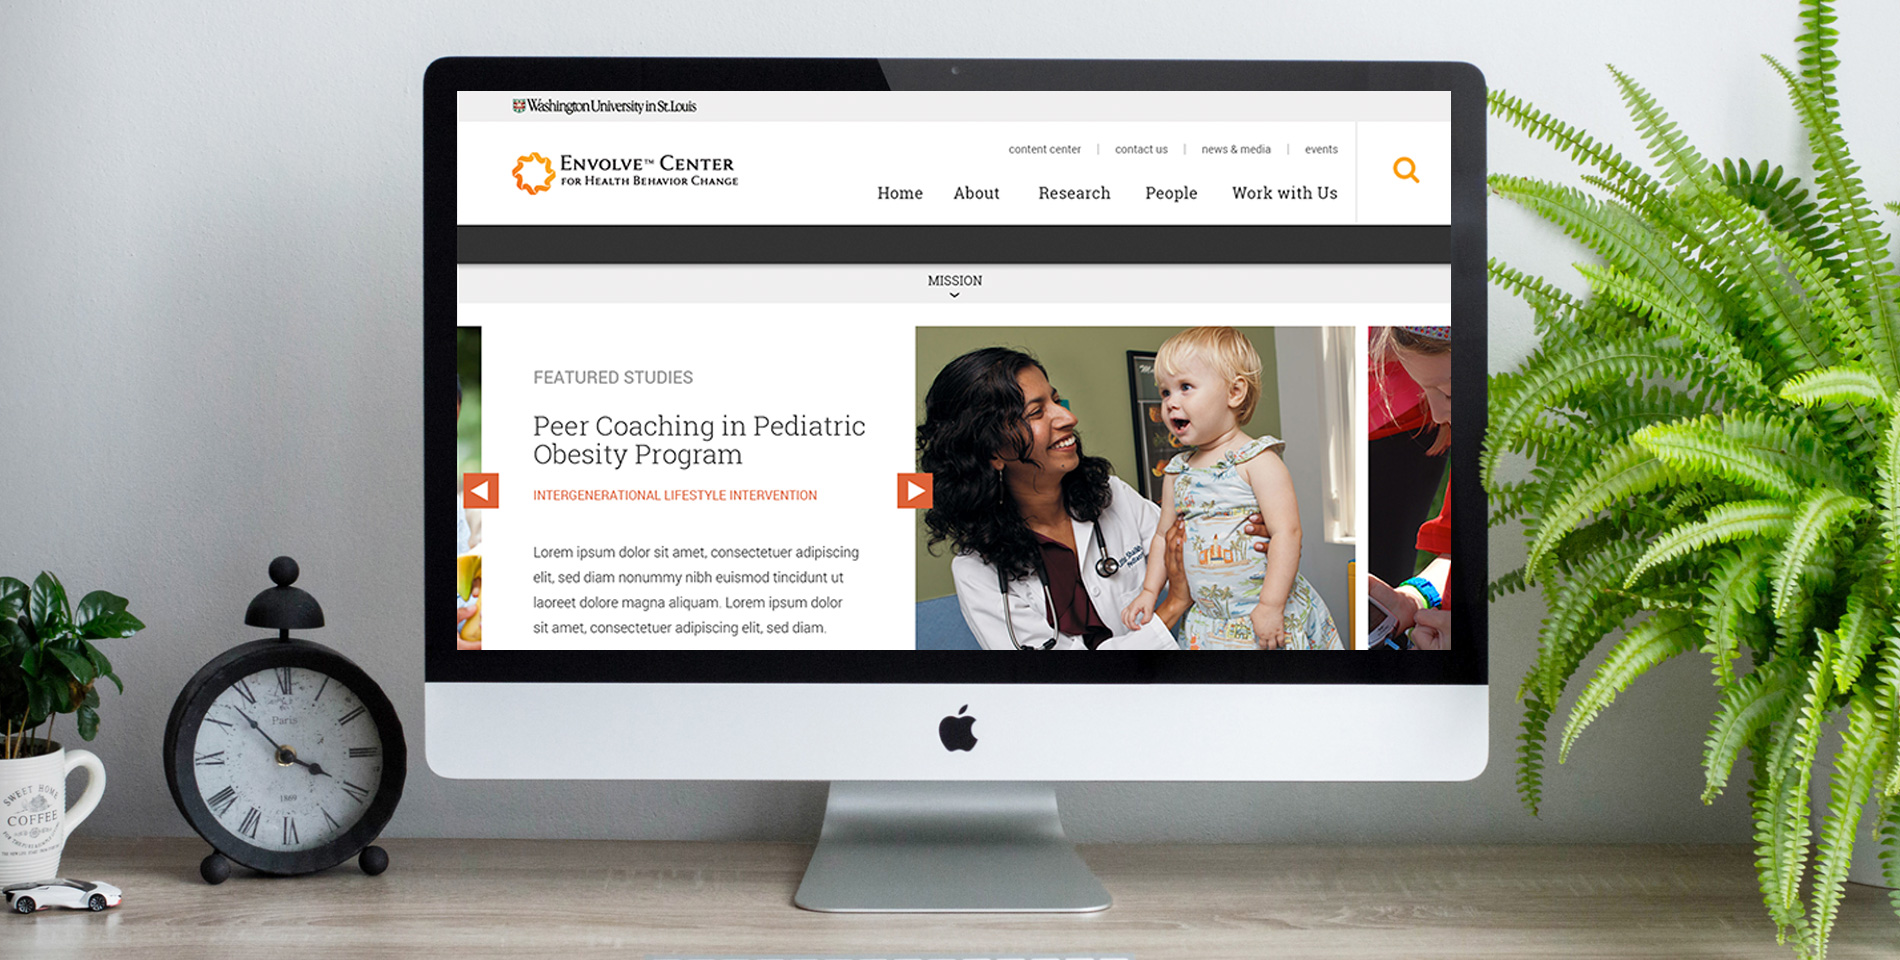 Washington University in St. Louis
ENVOLVE™ CENTER
FOR HEALTH BEHAVIOR CHANGE
content center | contact us | news & media | events
Home About Research People Work with Us
MISSION
FEATURED STUDIES
Peer Coaching in Pediatric
Obesity Program
INTERGENERATIONAL LIFESTYLE INTERVENTION
Lorem ipsum dolor sit amet, consectetuer adipiscing
elit, sed diam nonummy nibh euismod tincidunt ut
laoreet dolore magna aliquam. Lorem ipsum dolor
sit amet, consectetuer adipiscing elit, sed diam.
Paris
1869
SWEET HOME
COFFEE